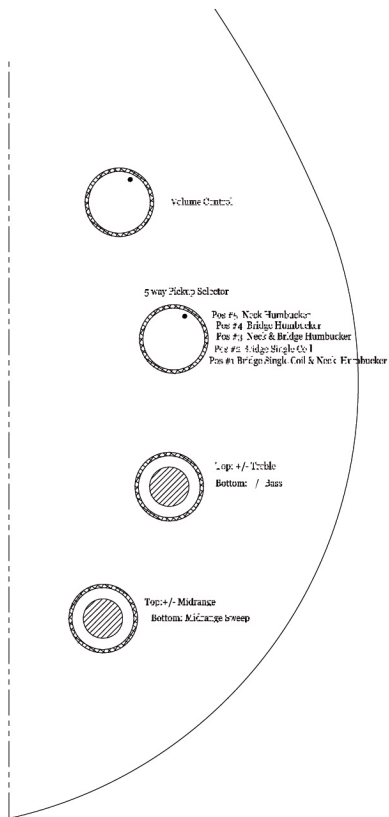 Volume Control
5 way Pickup Selector
Pos #5 Neck Humbucker
Pos #4 Bridge Humbucker
Pos #3 Neck & Bridge Humbucker
Pos #2 Bridge Single Coil
Pos #1 Bridge Single Coil & Neck Humbucker
Top: +/- Treble
Bottom: / Bass
Top:+/- Midrange
Bottom: Midrange Sweep